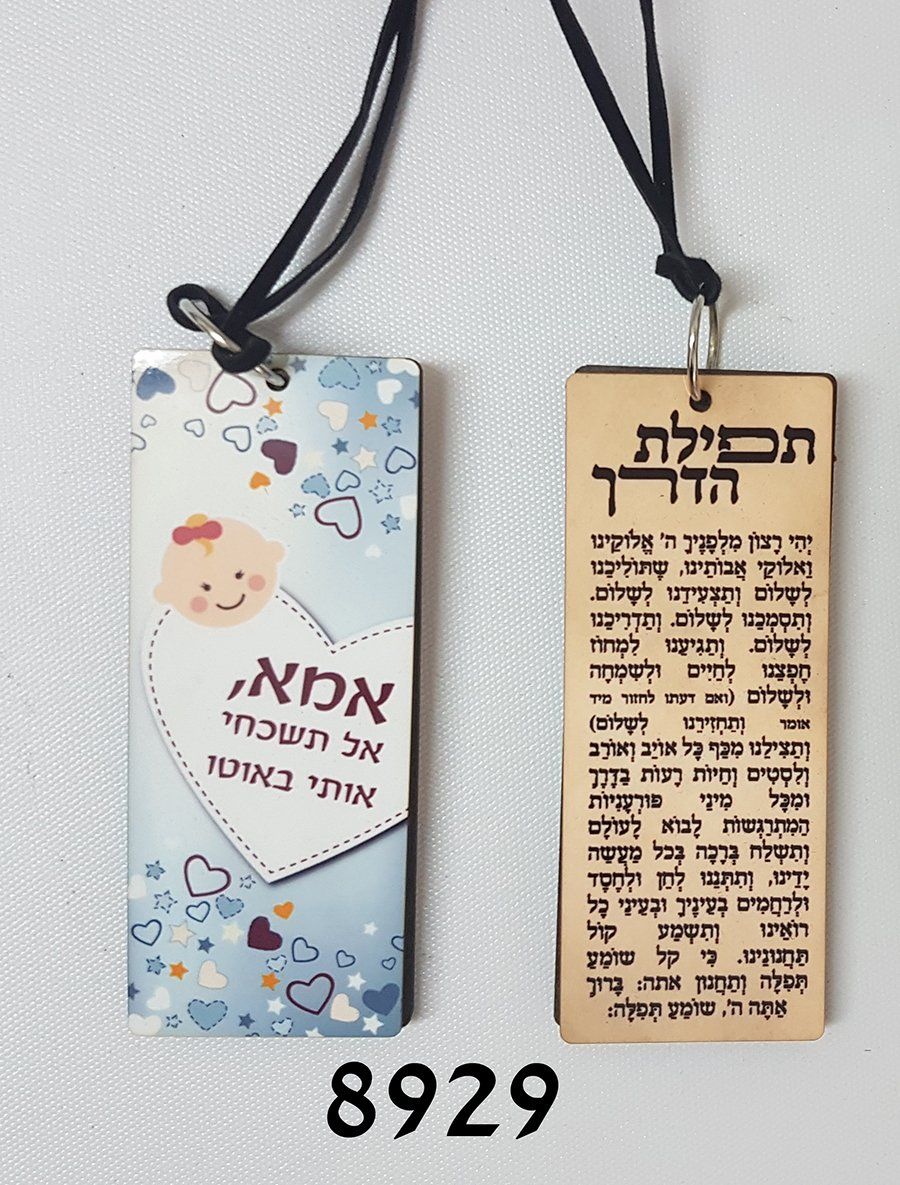 אמא,
אל תשכחי
אותי באוטו
תפילת
הדרך
יְהִי רָצוֹן מִלְּפָנֶיךָ ה' אֱלוֹקֵינוּ
וֵאלוֹקֵי אֲבוֹתֵינוּ, שֶׁתּוֹלִיכֵנוּ
לְשָׁלוֹם וְתַצְעִידֵנוּ לְשָׁלוֹם.
וְתִסְמְכֵנוּ לְשָׁלוֹם. וְתַדְרִיכֵנוּ
לְשָׁלוֹם. וְתַגִּיעֵנוּ לִמְחוֹז
חֶפְצֵנוּ לְחַיִּים וּלְשִׂמְחָה
וּלְשָׁלוֹם (ואם דעתו לחזור מיד
אומר וְתַחְזִירֵנוּ לְשָׁלוֹם)
וְתַצִּילֵנוּ מִכַּף כָּל אוֹיֵב וְאוֹרֵב
וְלִסְטִים וְחַיּוֹת רָעוֹת בַּדֶּרֶךְ
וּמִכָּל מִינֵי פּוּרְעָנִיּוֹת
הַמִּתְרַגְּשׁוֹת לָבוֹא לָעוֹלָם
וְתִשְׁלַח בְּרָכָה בְּכֹל מַעֲשֵׂה
יָדֵינוּ, וְתִתְּנֵנוּ לְחֵן וּלְחֶסֶד
וּלְרַחֲמִים בְּעֵינֶיךָ וּבְעֵינֵי כָל
רוֹאֵינוּ וְתִשְׁמַע קוֹל
תַּחֲנוּנֵינוּ. כִּי קֵל שׁוֹמֵעַ
תְּפִלָּה וְתַחֲנוּן אתה: בָּרוּךְ
אַתָּה ה', שׁוֹמֵעַ תְּפִלָּה:
8929